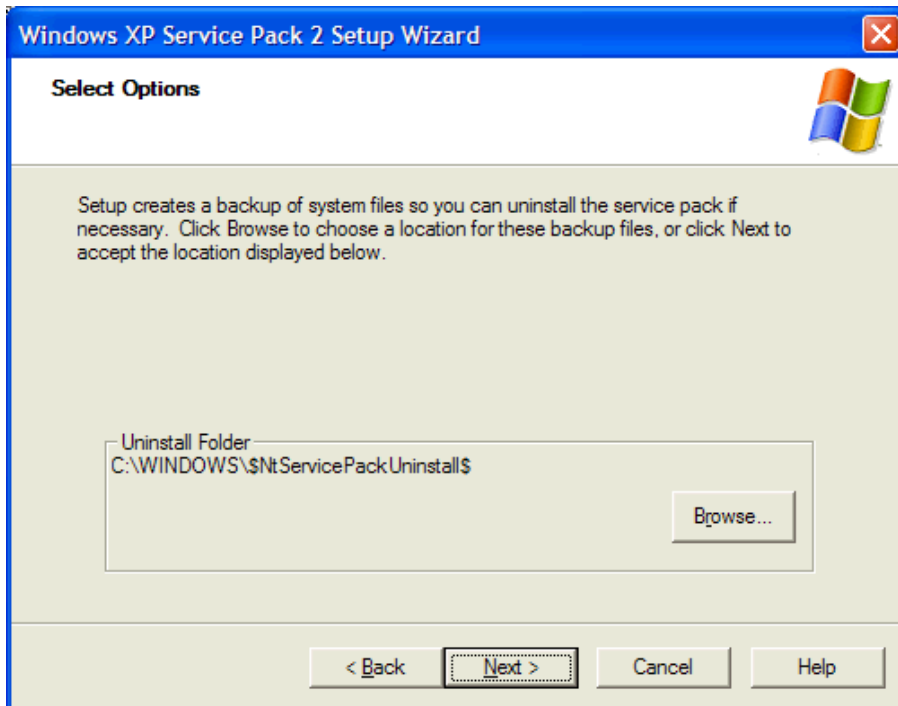 Windows XP Service Pack 2 Setup Wizard
Select Options
Setup creates a backup of system files so you can uninstall the service pack if
necessary.  Click Browse to choose a location for these backup files, or click Next to
accept the location displayed below.
Uninstall Folder
C:\WINDOWS\$NtServicePackUninstall$
Browse...
< Back
Next >
Cancel
Help